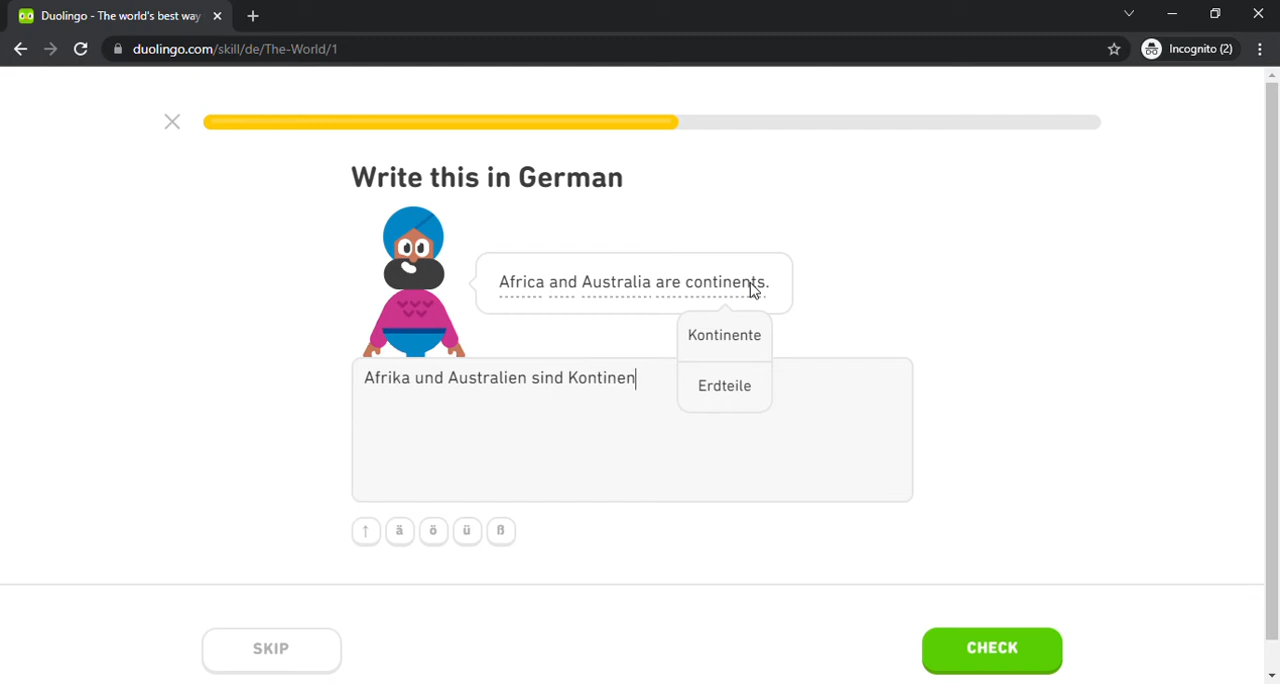 Duolingo - The world's best way
duolingo.com/skill/de/The-World/1
Incognito (2)
Write this in German
Africa and Australia are continents.
Kontinente
Erdteile
Afrika und Australien sind Kontinen
↑ ä ö ü ß
SKIP
CHECK